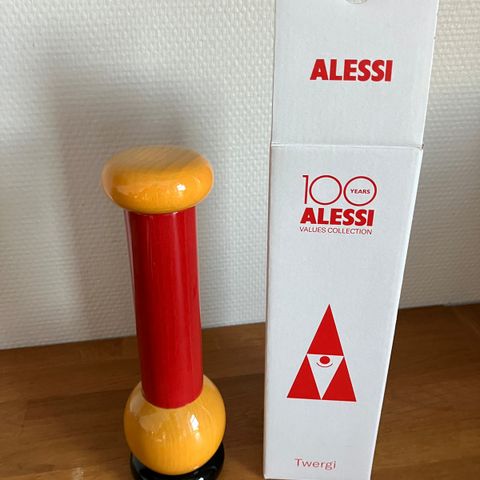 ALESSI
100 YEARS
ALESSI
VALUES COLLECTION
Twergi